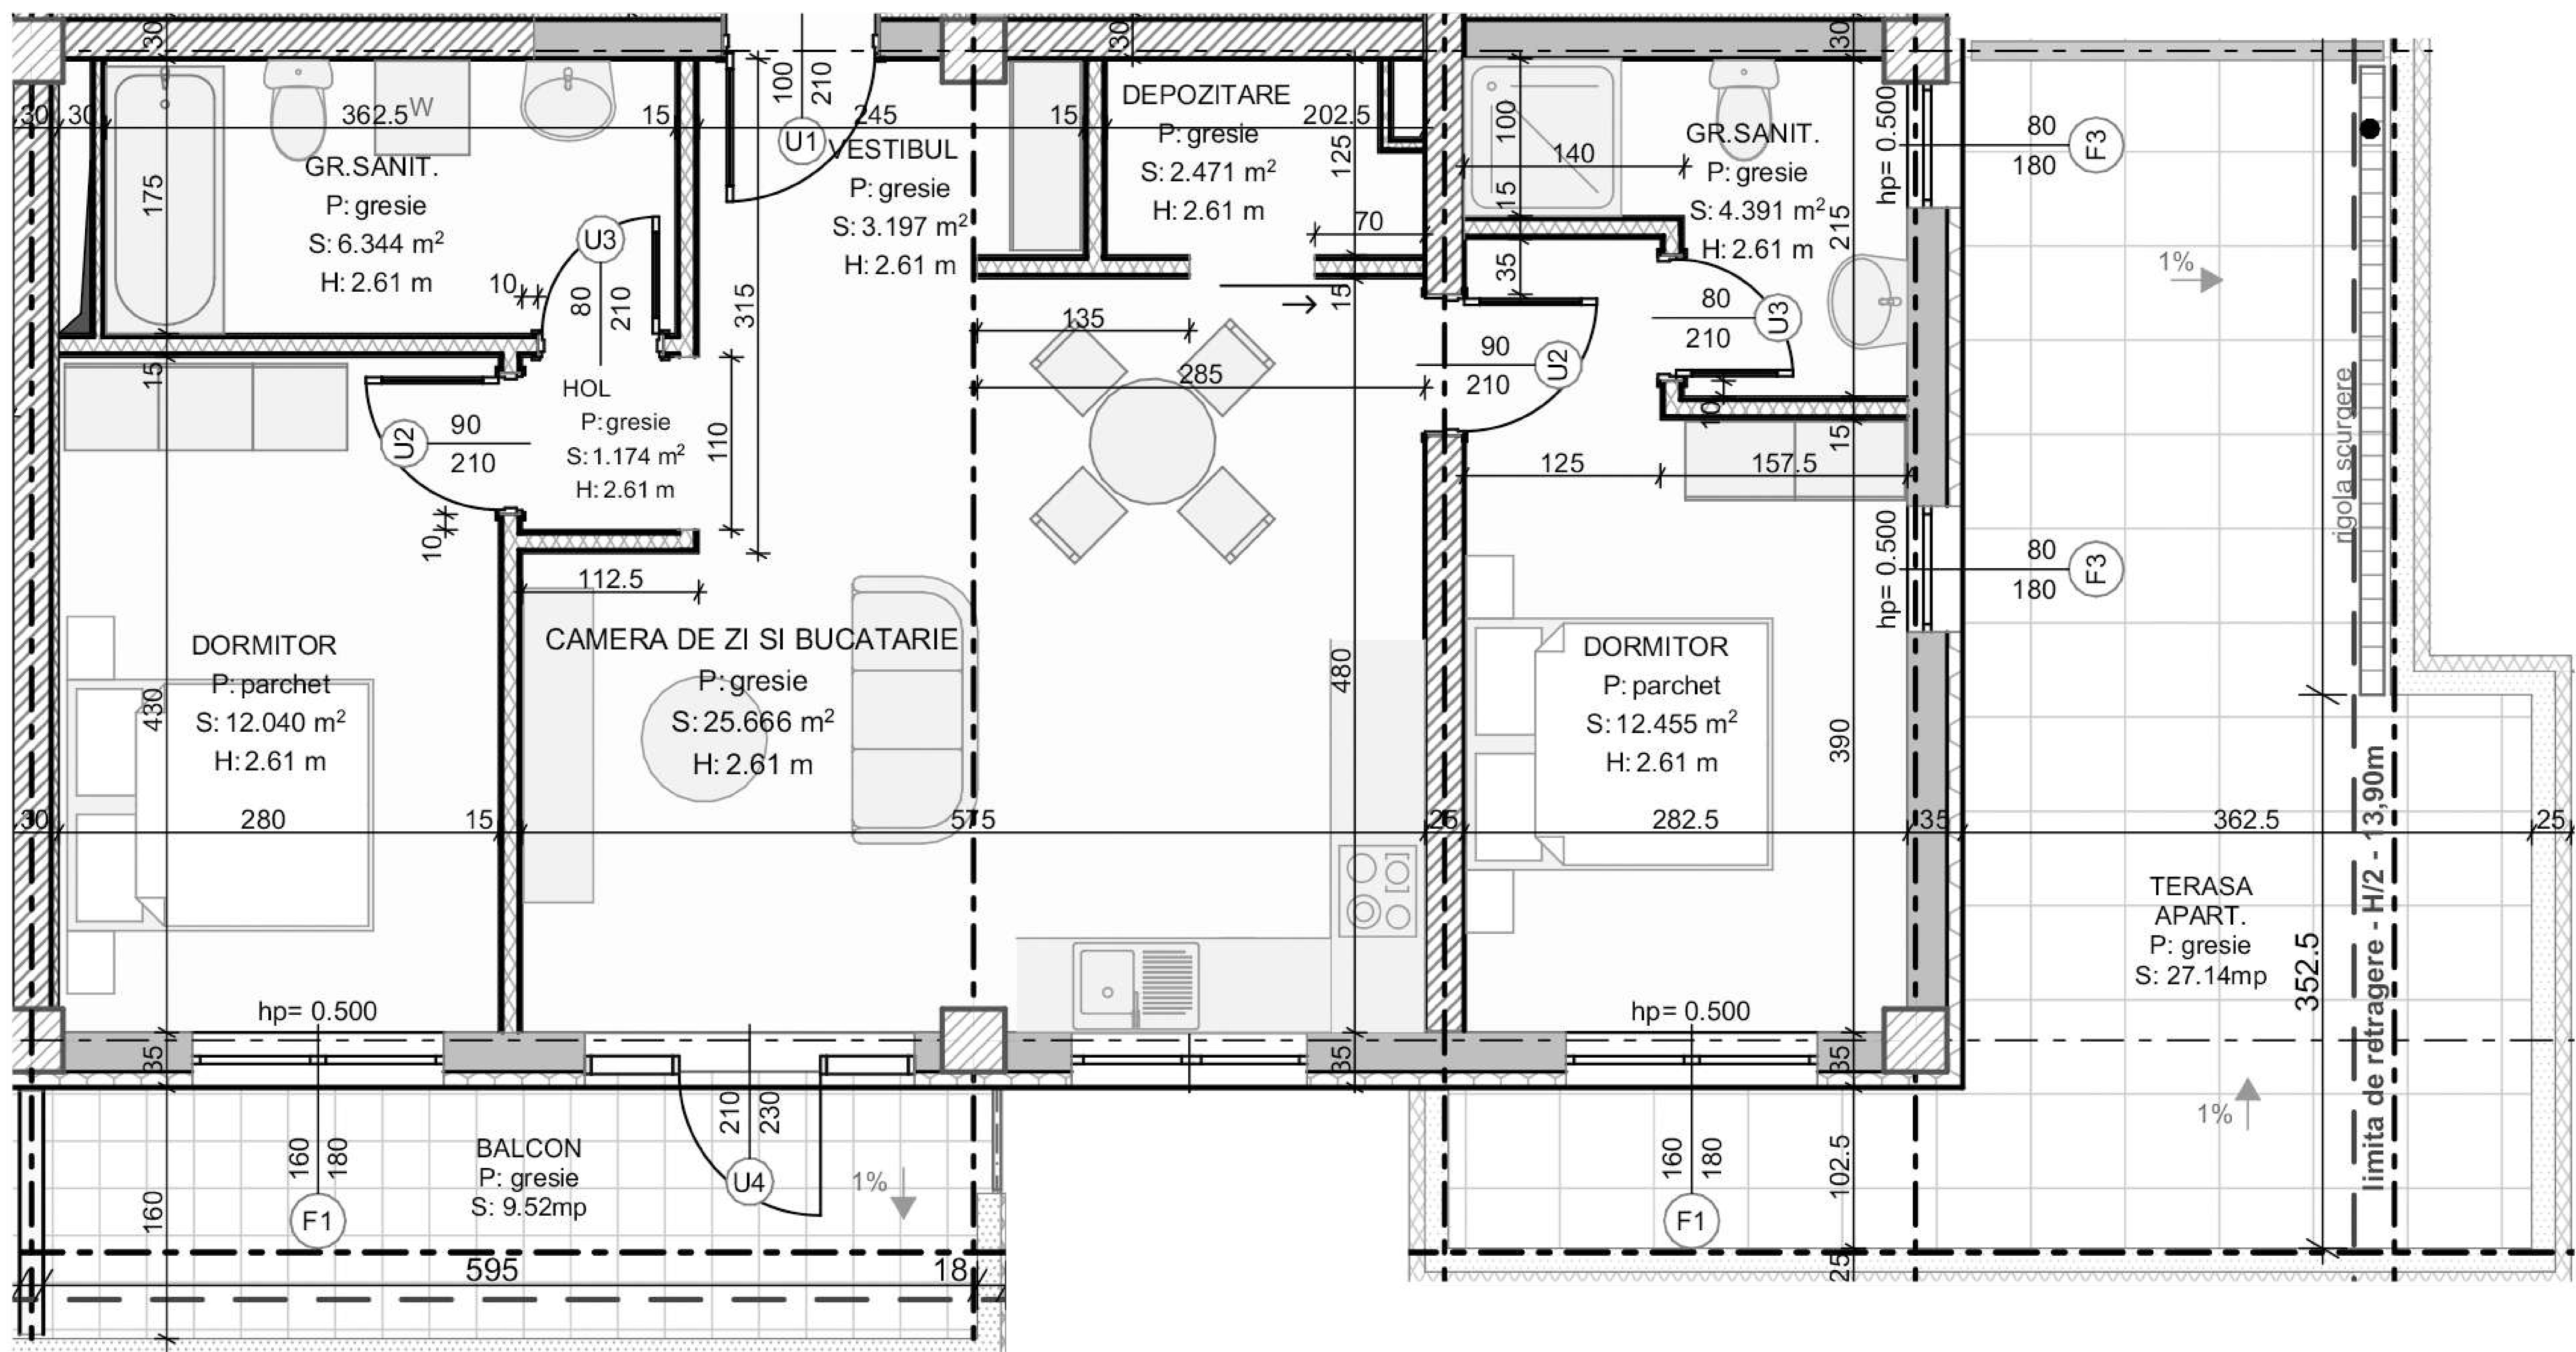 30
30
30
30
30
362.5
W
15
245
15
202.5
100
210
U1
VESTIBUL
P: gresie
S: 3.197 m²
H: 2.61 m
DEPOZITARE
P: gresie
S: 2.471 m²
H: 2.61 m
125
70
15
GR.SANIT.
P: gresie
S: 6.344 m²
H: 2.61 m
175
15
U3
80
210
10
315
100
15
35
140
GR.SANIT.
P: gresie
S: 4.391 m²
H: 2.61 m
215
hp= 0.500
80
180
F3
1%
80
210
U3
10
15
90
210
U2
135
285
HOL
P: gresie
S: 1.174 m²
H: 2.61 m
110
U2
90
210
10
112.5
125
157.5
hp= 0.500
80
180
F3
rigola scurgere
DORMITOR
P: parchet
S: 12.040 m²
H: 2.61 m
430
CAMERA DE ZI SI BUCATARIE
P: gresie
S: 25.666 m²
H: 2.61 m
480
DORMITOR
P: parchet
S: 12.455 m²
H: 2.61 m
390
30
280
15
575
25
282.5
35
362.5
25
TERASA
APART.
P: gresie
S: 27.14mp
352.5
limita de retragere - H/2 - 13,90m
1%
hp= 0.500
hp= 0.500
35
35
35
160
180
F1
BALCON
P: gresie
S: 9.52mp
210
230
U4
1%
160
160
180
F1
102.5
25
595
18